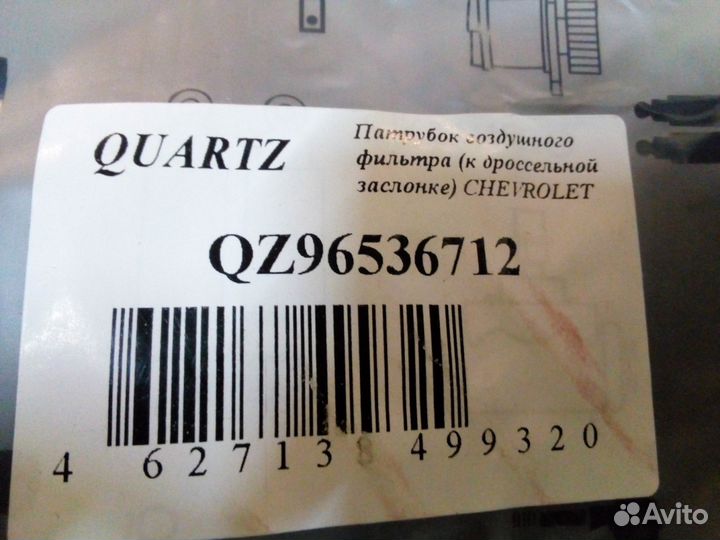 QUARTZ
Патрубок воздушного
фильтра (к дроссельной
заслонке) CHEVROLET
QZ96536712
4 627138 499320
Avito